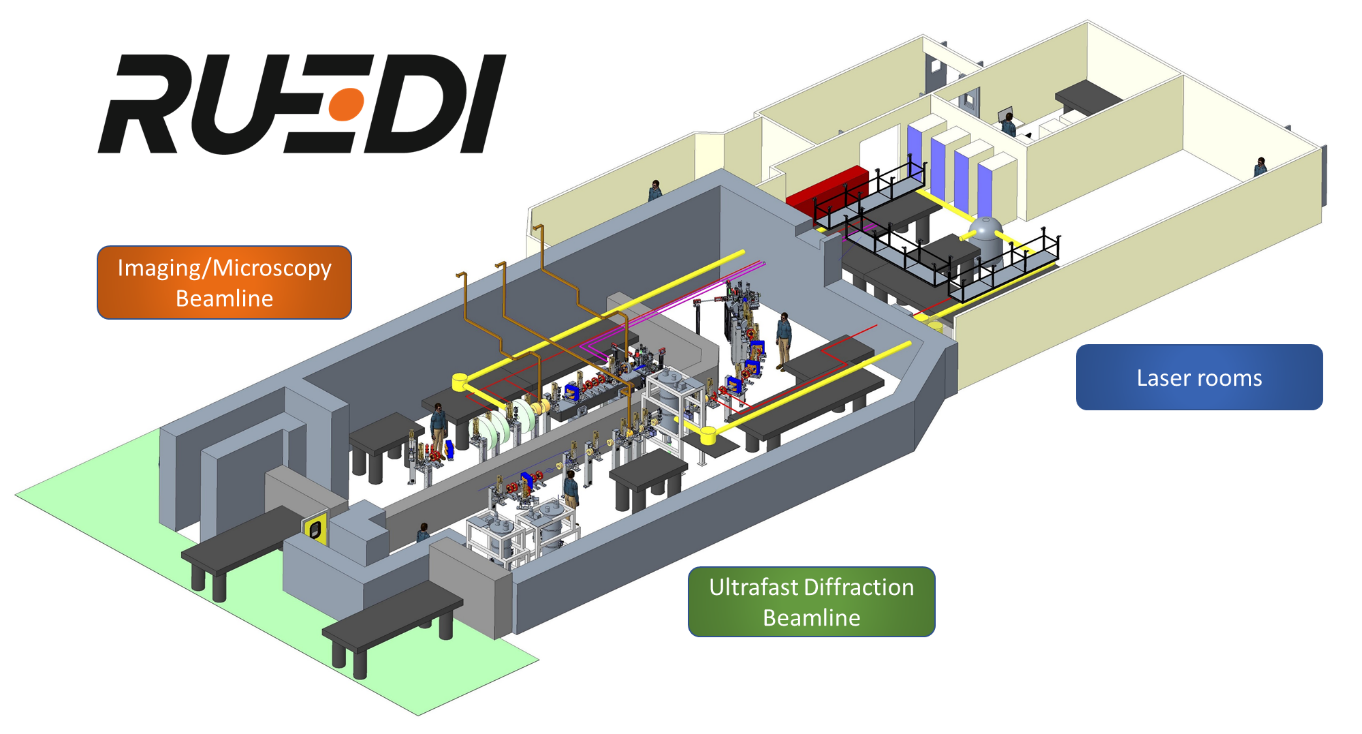 RUEDI
Imaging/Microscopy
Beamline
Laser rooms
Ultrafast Diffraction
Beamline